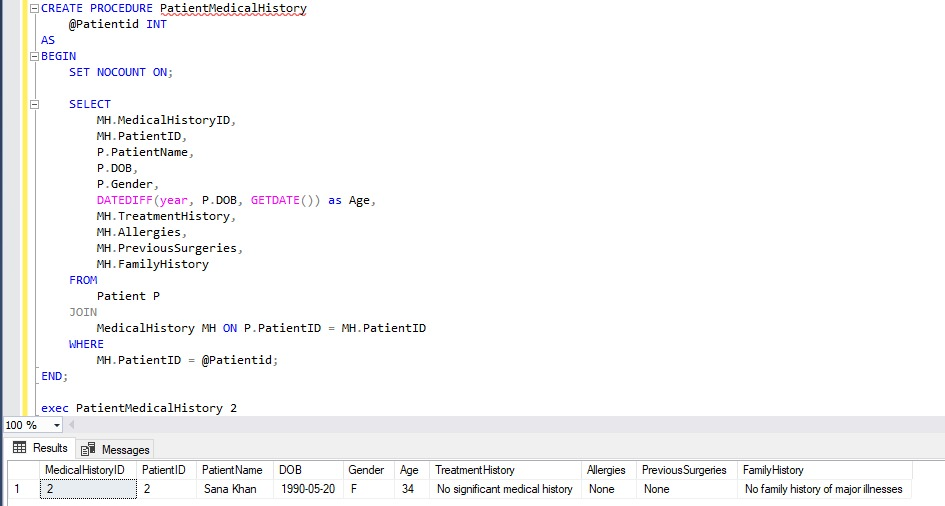 CREATE PROCEDURE PatientMedicalHistory
@Patientid INT
AS
BEGIN
SET NOCOUNT ON;
SELECT
MH.MedicalHistoryID,
MH.PatientID,
P.PatientName,
P.DOB,
P.Gender,
DATEDIFF(year, P.DOB, GETDATE()) as Age,
MH.TreatmentHistory,
MH.Allergies,
MH.PreviousSurgeries,
MH.FamilyHistory
FROM
Patient P
JOIN
MedicalHistory MH ON P.PatientID = MH.PatientID
WHERE
MH.PatientID = @Patientid;
END;
exec PatientMedicalHistory 2
100 %
Results Messages
MedicalHistoryID PatientID PatientName DOB Gender Age TreatmentHistory Allergies PreviousSurgeries FamilyHistory
1 2 2 Sana Khan 1990-05-20 F 34 No significant medical history None None No family history of major illnesses